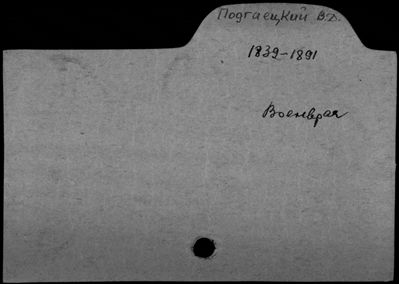 Подгаецкий В.Д.
1839-1891
Военврач